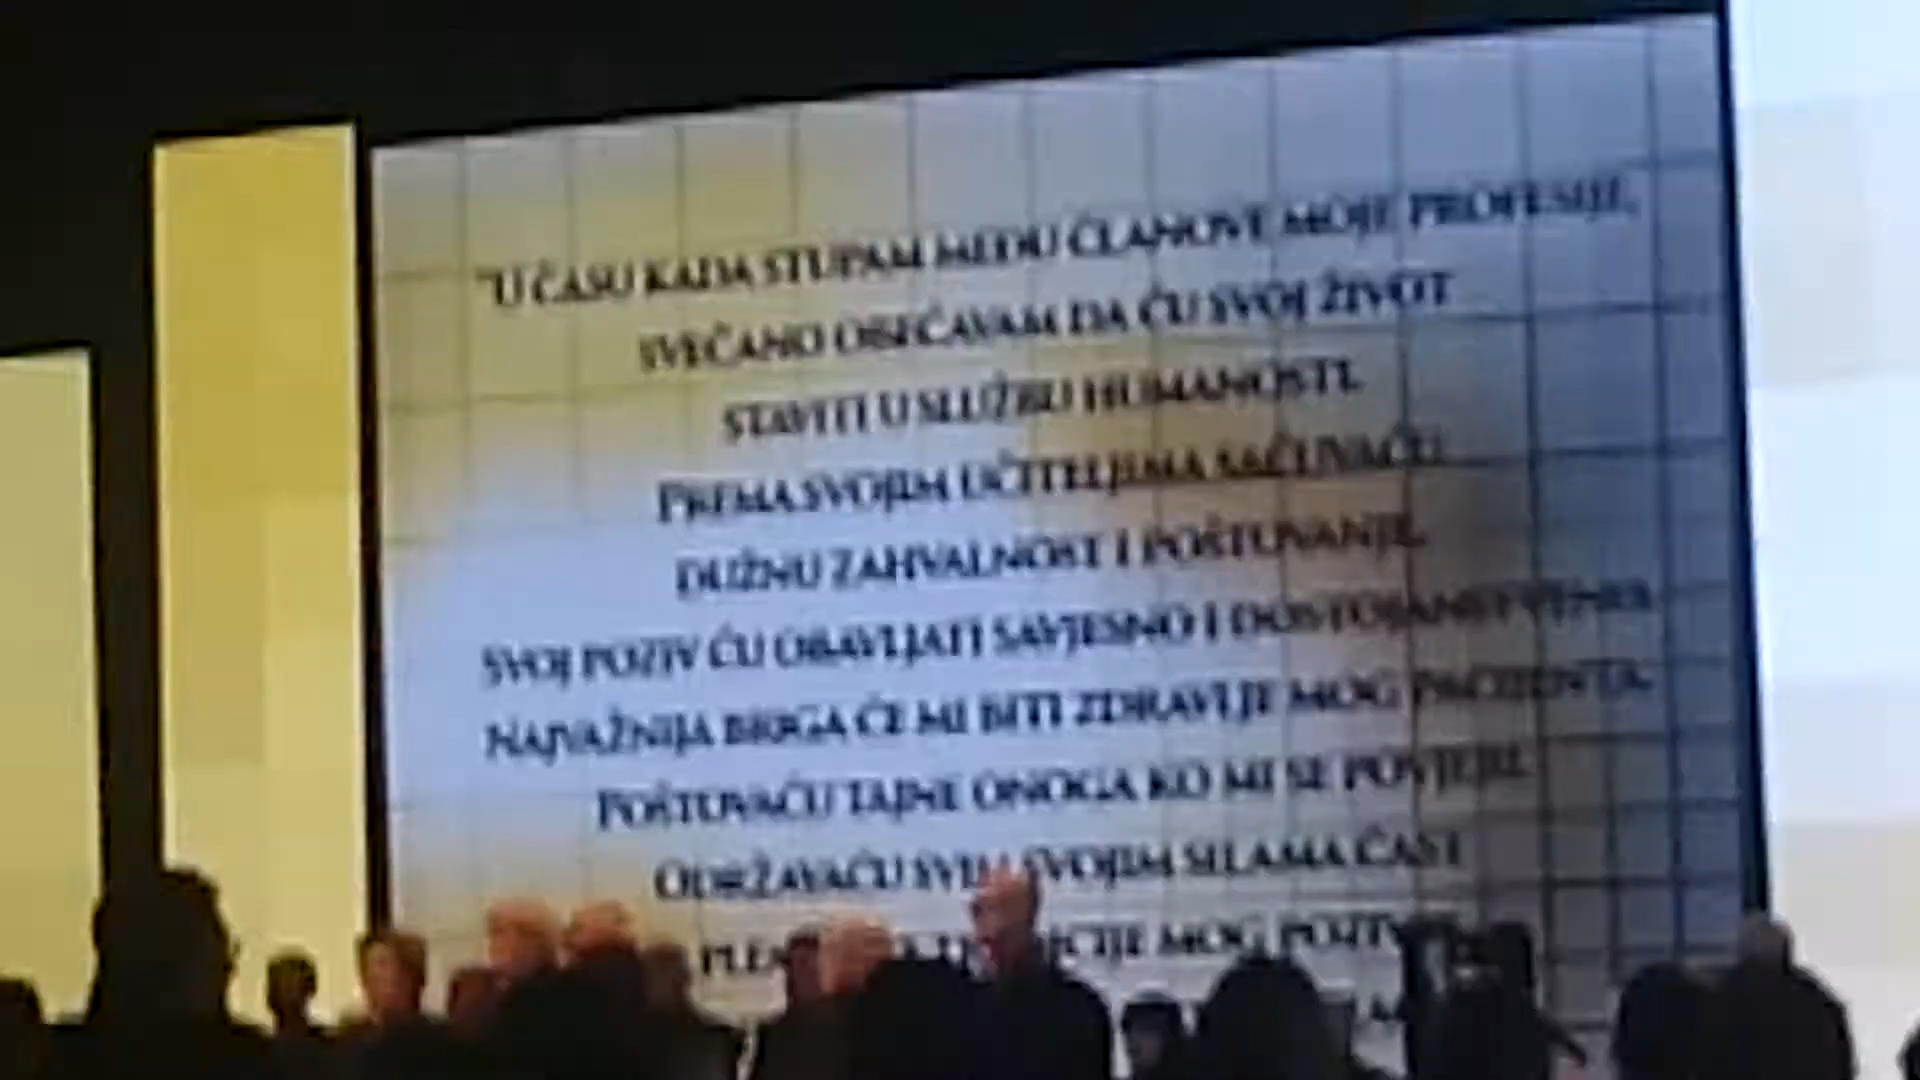 "U ČASU KADA STUPAM MEĐU ČLANOVE MOJE PROFESIJE,
SVEČANO OBEĆAVAM DA ĆU SVOJ ŽIVOT
STAVITI U SLUŽBU HUMANOSTI.
PREMA SVOJIM UČITELJIMA SAČUVAĆU
DUŽNU ZAHVALNOST I POŠTOVANJE.
SVOJ POZIV ĆU OBAVLJATI SAVJESNO I DOSTOJANSTVENO.
NAJVAŽNIJA BRIGA ĆE MI BITI ZDRAVLJE MOG PACIJENTA.
POŠTOVAĆU TAJNE ONOGA KO MI SE POVJERI.
ODRŽAVAĆU SVIM SVOJIM SILAMA ČAST
MOG POZIVA